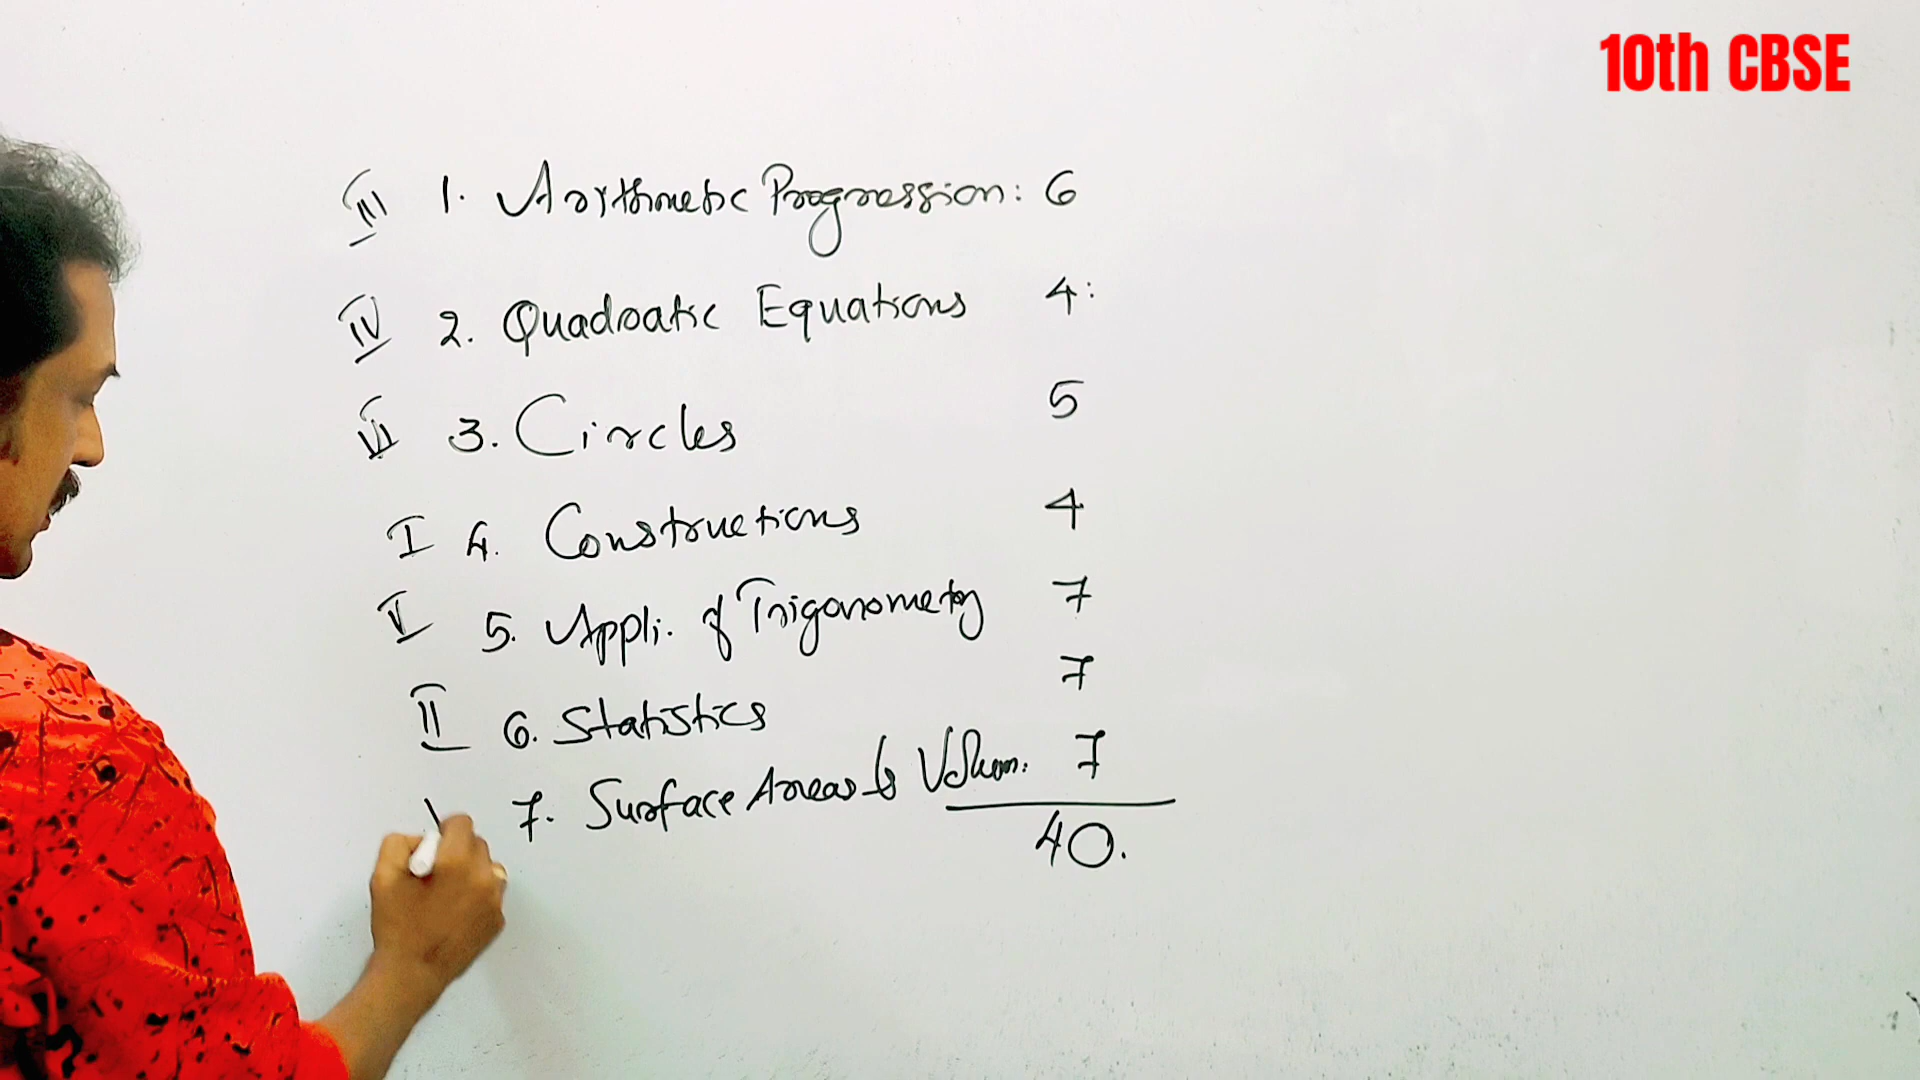 10th CBSE
III 1. Arithmetic Progression: 6
IV 2. Quadratic Equations 4:
VI 3. Circles 5
I 4. Constructions 4
V 5. Appli. of Trigonometry 7
II 6. Statistics 7
7. Surface Areas & Volum: 7
40.